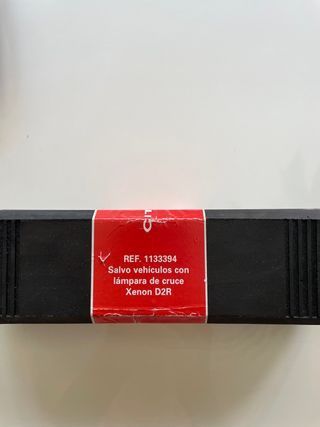 REF. 1133394
Salvo vehículos con
lámpara de cruce
Xenon D2R